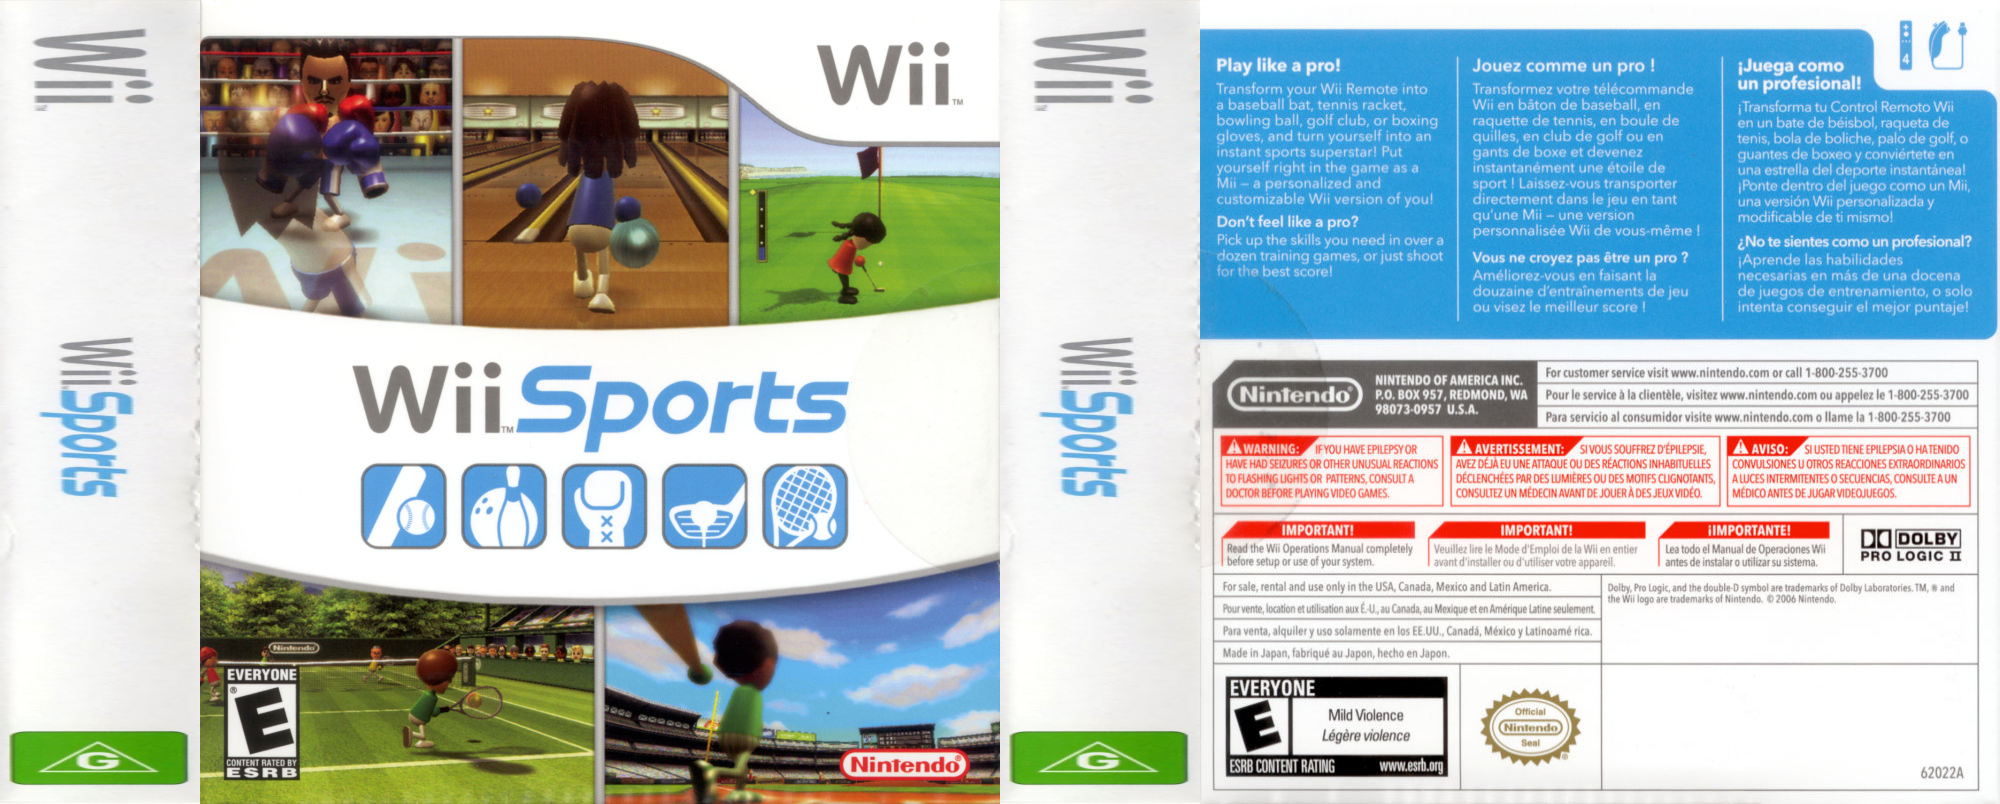 Wii
Wii Sports
G
Wii™
Wii™ Sports
Nintendo
EVERYONE
E
CONTENT RATED BY
ESRB
Nintendo®
Wii
Wii Sports
G
4
Play like a pro!
Transform your Wii Remote into
a baseball bat, tennis racket,
bowling ball, golf club, or boxing
gloves, and turn yourself into an
instant sports superstar! Put
yourself right in the game as a
Mii – a personalized and
customizable Wii version of you!
Don't feel like a pro?
Pick up the skills you need in over a
dozen training games, or just shoot
for the best score!
Jouez comme un pro !
Transformez votre télécommande
Wii en bâton de baseball, en
raquette de tennis, en boule de
quilles, en club de golf ou en
gants de boxe et devenez
instantanément une étoile de
sport ! Laissez-vous transporter
directement dans le jeu en tant
qu'une Mii – une version
personnalisée Wii de vous-même !
Vous ne croyez pas être un pro ?
Améliorez-vous en faisant la
douzaine d'entraînements de jeu
ou visez le meilleur score !
¡Juega como
un profesional!
¡Transforma tu Control Remoto Wii
en un bate de béisbol, raqueta de
tenis, bola de boliche, palo de golf, o
guantes de boxeo y conviértete en
una estrella del deporte instantánea!
¡Ponte dentro del juego como un Mii,
una versión Wii personalizada y
modificable de ti mismo!
¿No te sientes como un profesional?
¡Aprende las habilidades
necesarias en más de una docena
de juegos de entrenamiento, o solo
intenta conseguir el mejor puntaje!
Nintendo®
NINTENDO OF AMERICA INC.
P.O. BOX 957, REDMOND, WA
98073-0957 U.S.A.
For customer service visit www.nintendo.com or call 1-800-255-3700
Pour le service à la clientèle, visitez www.nintendo.com ou appelez le 1-800-255-3700
Para servicio al consumidor visite www.nintendo.com o llame la 1-800-255-3700
WARNING: IF YOU HAVE EPILEPSY OR
HAVE HAD SEIZURES OR OTHER UNUSUAL REACTIONS
TO FLASHING LIGHTS OR PATTERNS, CONSULT A
DOCTOR BEFORE PLAYING VIDEO GAMES.
AVERTISSEMENT: SI VOUS SOUFFREZ D'ÉPILEPSIE,
AVEZ DÉJÀ EU UNE ATTAQUE OU DES RÉACTIONS INHABITUELLES
DÉCLENCHÉES PAR DES LUMIÈRES OU DES MOTIFS CLIGNOTANTS,
CONSULTEZ UN MÉDECIN AVANT DE JOUER À DES JEUX VIDÉO.
AVISO: SI USTED TIENE EPILEPSIA O HA TENIDO
CONVULSIONES U OTROS REACCIONES EXTRAORDINARIOS
A LUCES INTERMITENTES O SECUENCIAS, CONSULTE A UN
MÉDICO ANTES DE JUGAR VIDEOJUEGOS.
IMPORTANT!
Read the Wii Operations Manual completely
before setup or use of your system.
IMPORTANT!
Veuillez lire le Mode d'Emploi de la Wii en entier
avant d'installer ou d'utiliser votre appareil.
¡IMPORTANTE!
Lea todo el Manual de Operaciones Wii
antes de instalar o utilizar su sistema.
DOLBY
PRO LOGIC II
For sale, rental and use only in the USA, Canada, Mexico and Latin America.
Pour vente, location et utilisation aux É.-U., au Canada, au Mexique et en Amérique Latine seulement.
Para venta, alquiler y uso solamente en los EE.UU., Canadá, México y Latinoamé rica.
Made in Japan, fabriqué au Japon, hecho en Japon.
Dolby, Pro Logic, and the double-D symbol are trademarks of Dolby Laboratories. TM, ® and
the Wii logo are trademarks of Nintendo. © 2006 Nintendo.
EVERYONE
E
Mild Violence
Légère violence
ESRB CONTENT RATING www.esrb.org
Official
Nintendo
Seal
62022A